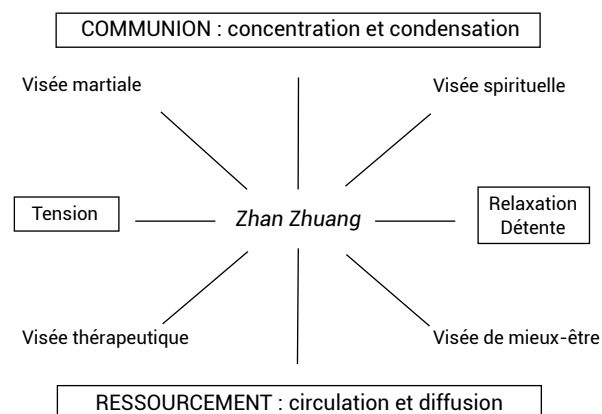 COMMUNION : concentration et condensation
Visée martiale
Visée spirituelle
Tension
Zhan Zhuang
Relaxation
Détente
Visée thérapeutique
Visée de mieux-être
RESSOURCEMENT : circulation et diffusion